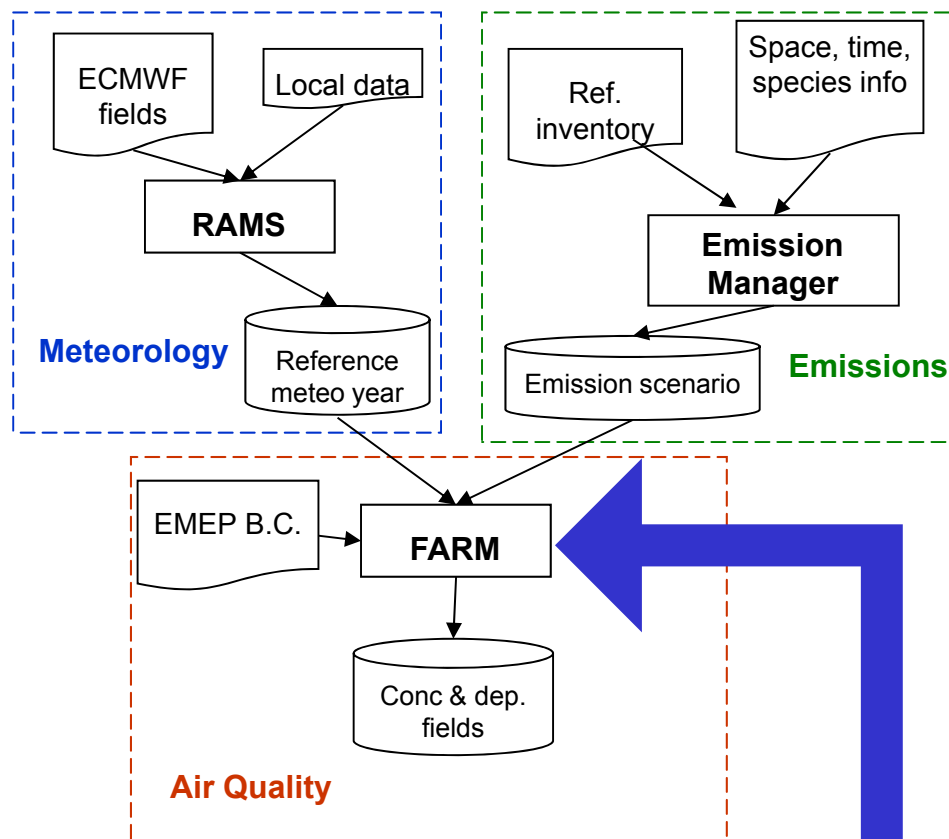 ECMWF
fields
Local data
RAMS
Reference
meteo year
Meteorology
Ref.
inventory
Space, time,
species info
Emission
Manager
Emission scenario
Emissions
EMEP B.C.
FARM
Conc & dep.
fields
Air Quality